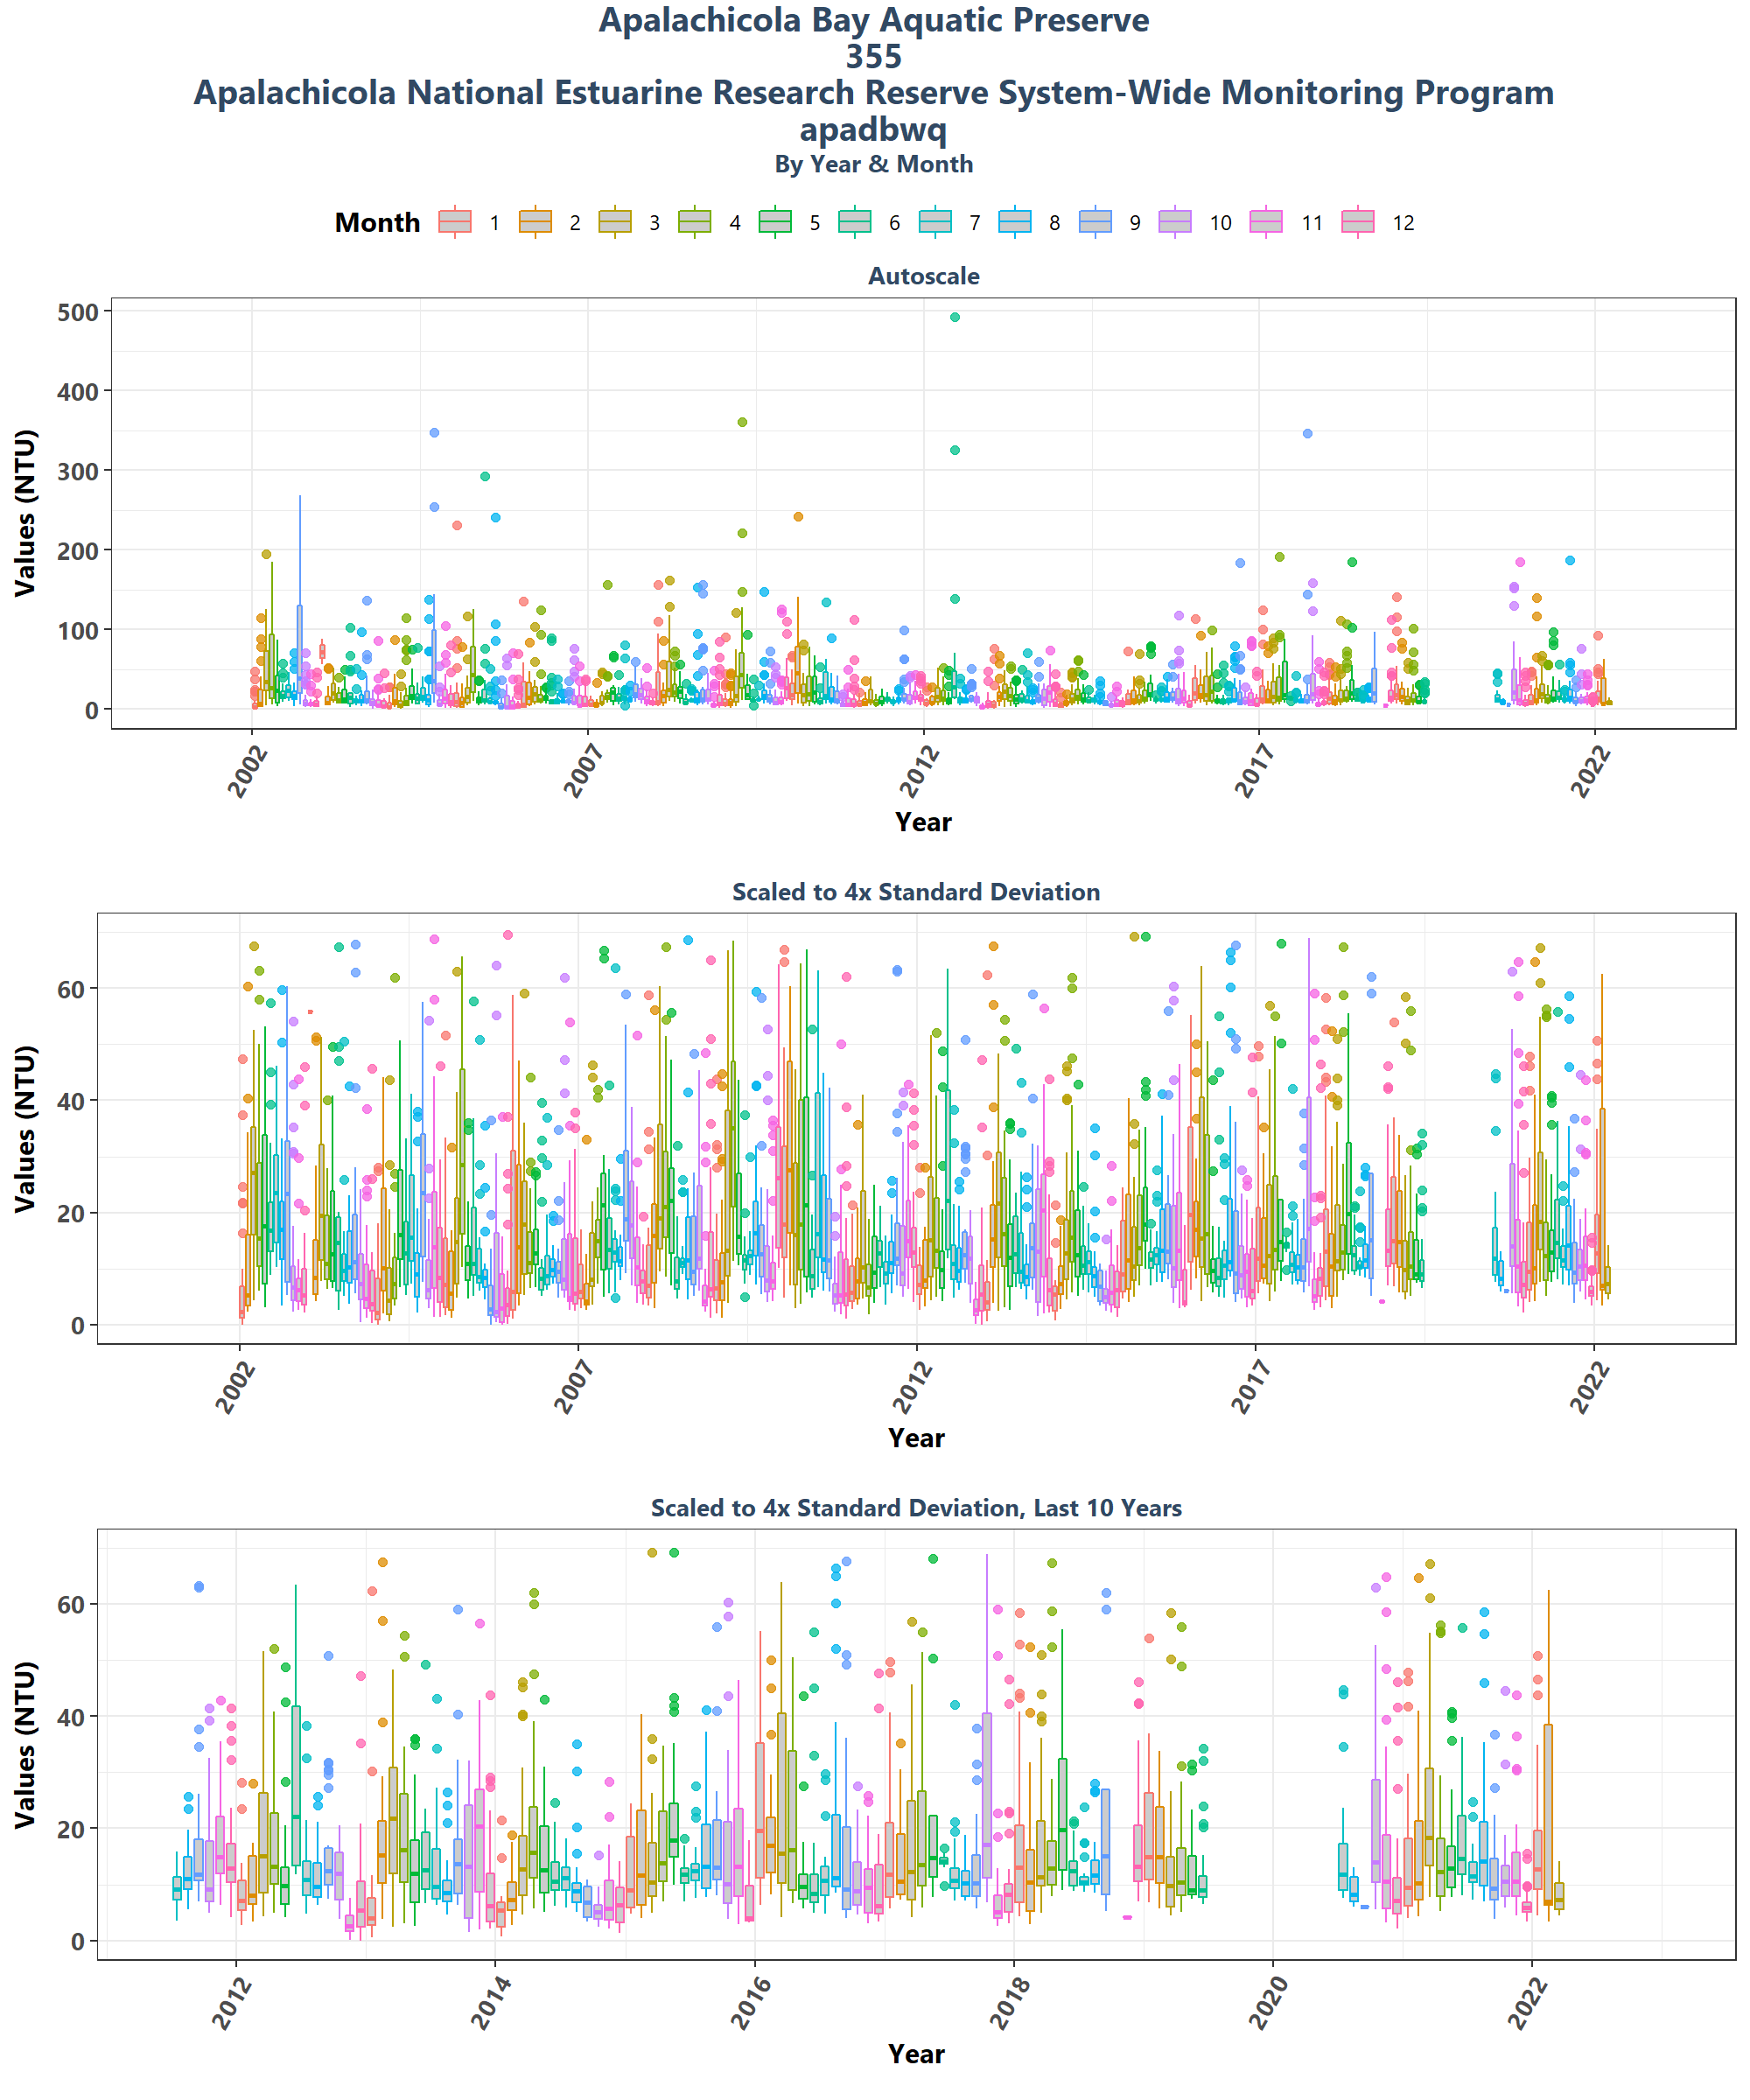 Apalachicola Bay Aquatic Preserve
355
Apalachicola National Estuarine Research Reserve System-Wide Monitoring Program
apadbwq
By Year & Month
Month 1 2 3 4 5 6 7 8 9 10 11 12
Autoscale
Values (NTU)
500
400
300
200
100
0
2002 2007 2012 2017 2022
Year
Scaled to 4x Standard Deviation
Values (NTU)
60
40
20
0
2002 2007 2012 2017 2022
Year
Scaled to 4x Standard Deviation, Last 10 Years
Values (NTU)
60
40
20
0
2012 2014 2016 2018 2020 2022
Year